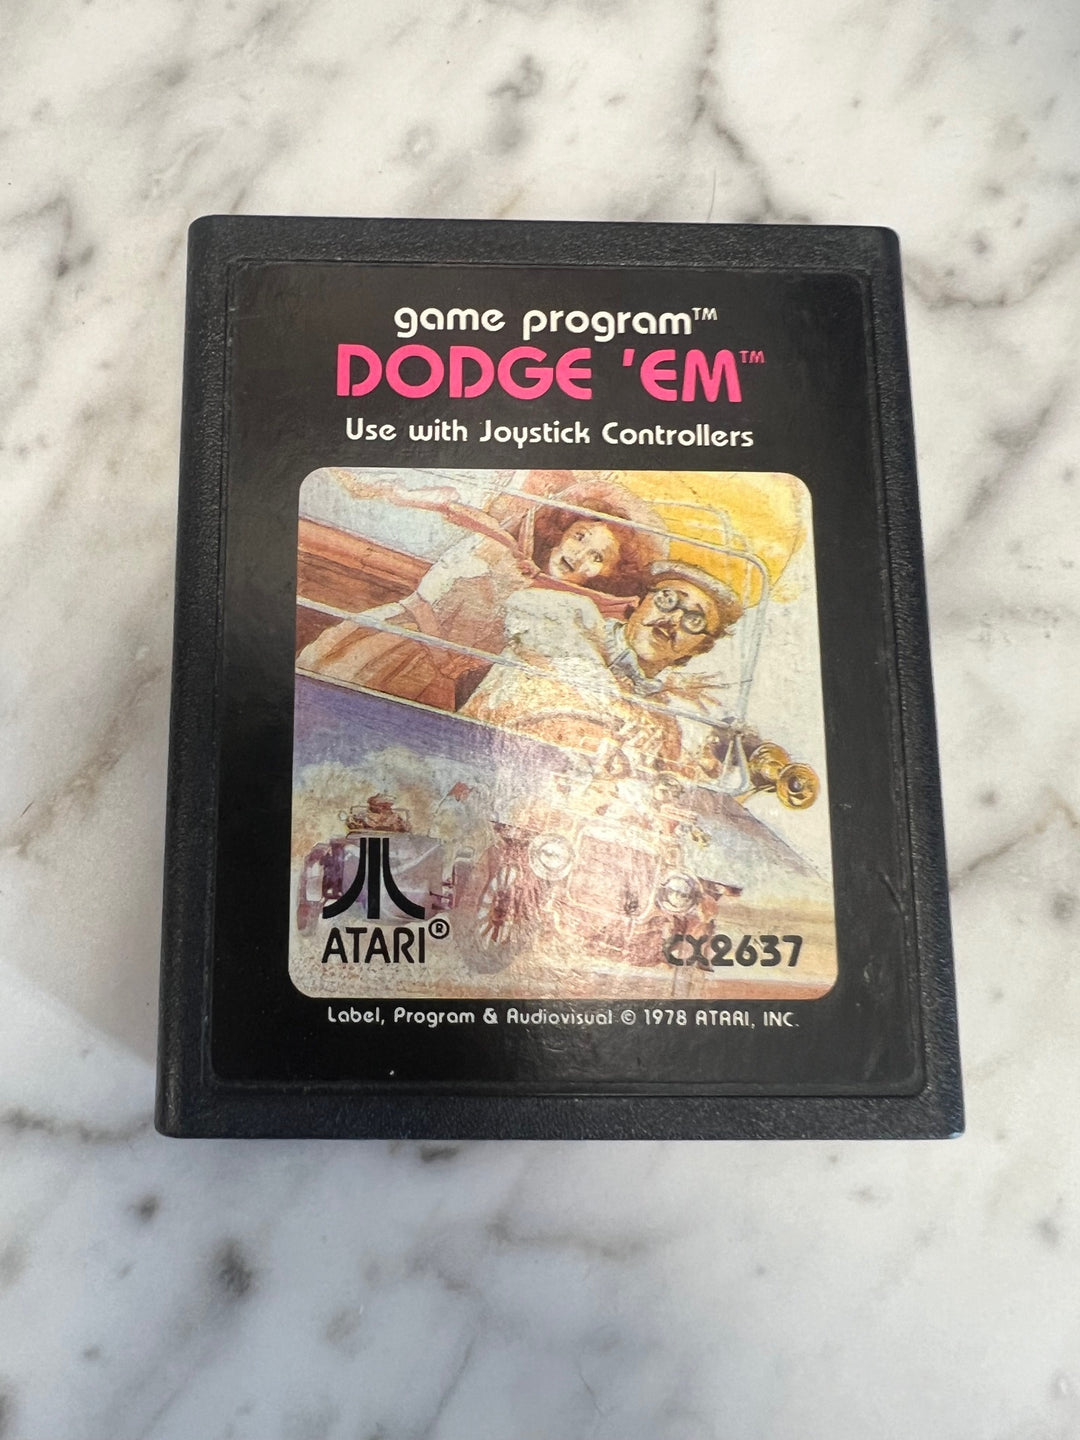 game program™
DODGE 'EM™
Use with Joystick Controllers
ATARI®
CX2637
Label, Program & Audiovisual © 1978 ATARI, INC.